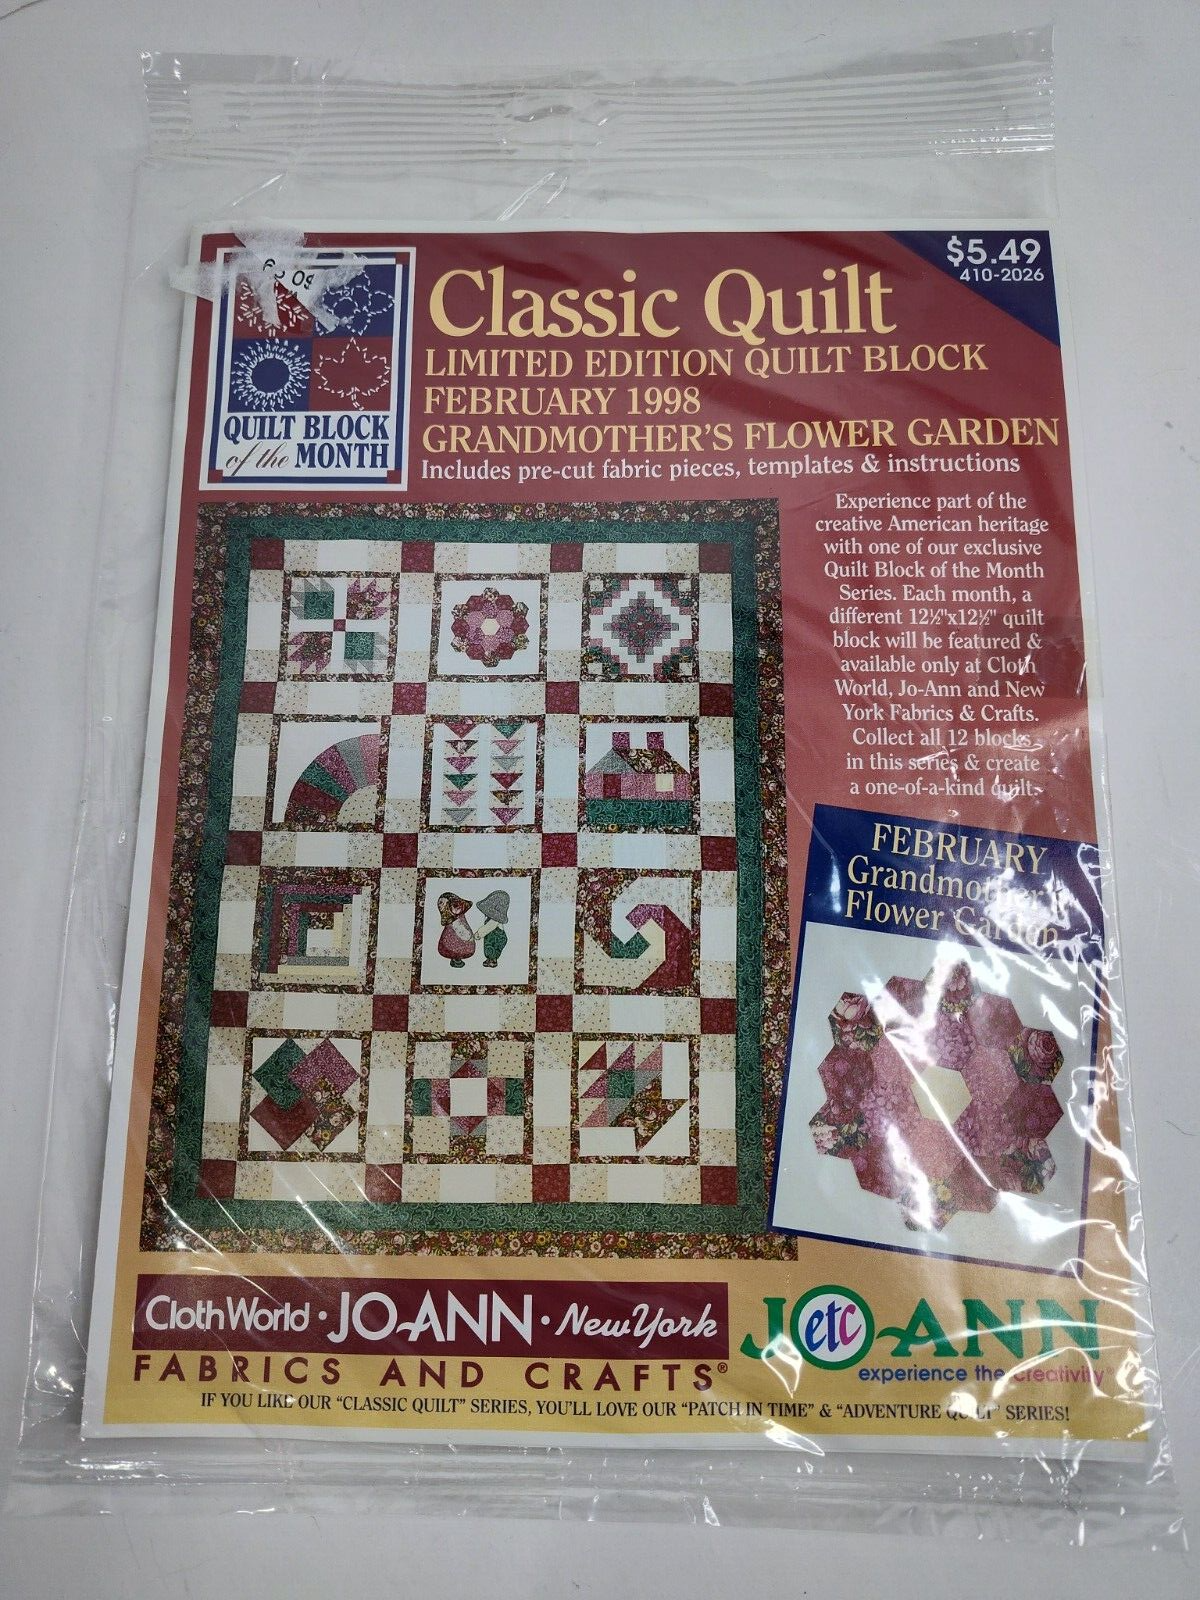 $5.49
410-2026
QUILT BLOCK
of the MONTH
Classic Quilt
LIMITED EDITION QUILT BLOCK
FEBRUARY 1998
GRANDMOTHER'S FLOWER GARDEN
Includes pre-cut fabric pieces, templates & instructions
Experience part of the
creative American heritage
with one of our exclusive
Quilt Block of the Month
Series. Each month, a
different 12½"x12½" quilt
block will be featured &
available only at Cloth
World, Jo-Ann and New
York Fabrics & Crafts.
Collect all 12 blocks
in this series & create
a one-of-a-kind quilt.
FEBRUARY
Grandmother's
Flower Garden
ClothWorld · JO-ANN · NewYork
FABRICS AND CRAFTS®
JO-ANN etc
experience the creativity®
IF YOU LIKE OUR "CLASSIC QUILT" SERIES, YOU'LL LOVE OUR "PATCH IN TIME" & "ADVENTURE QUILT" SERIES!